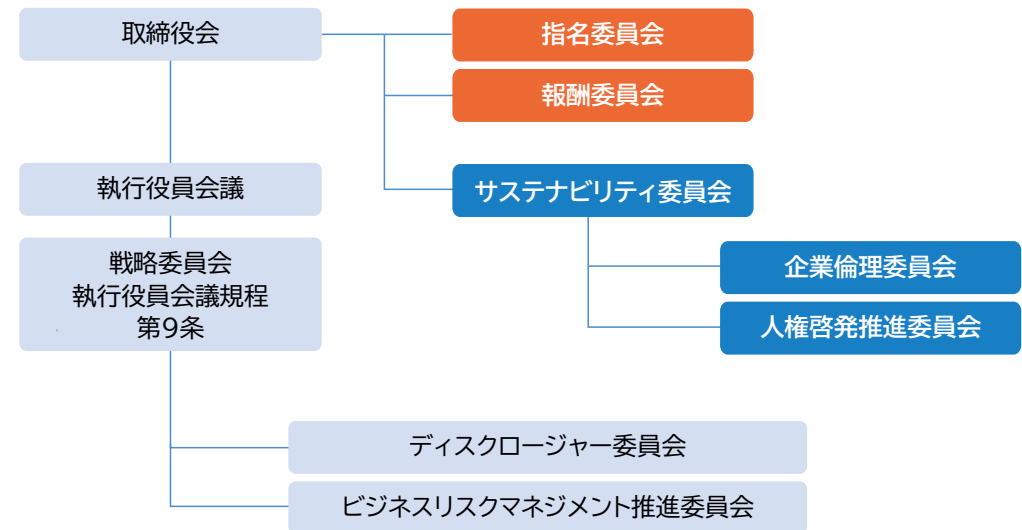 取締役会
指名委員会
報酬委員会
執行役員会議
サステナビリティ委員会
戦略委員会
執行役員会議規程
第9条
企業倫理委員会
人権啓発推進委員会
ディスクロージャー委員会
ビジネスリスクマネジメント推進委員会